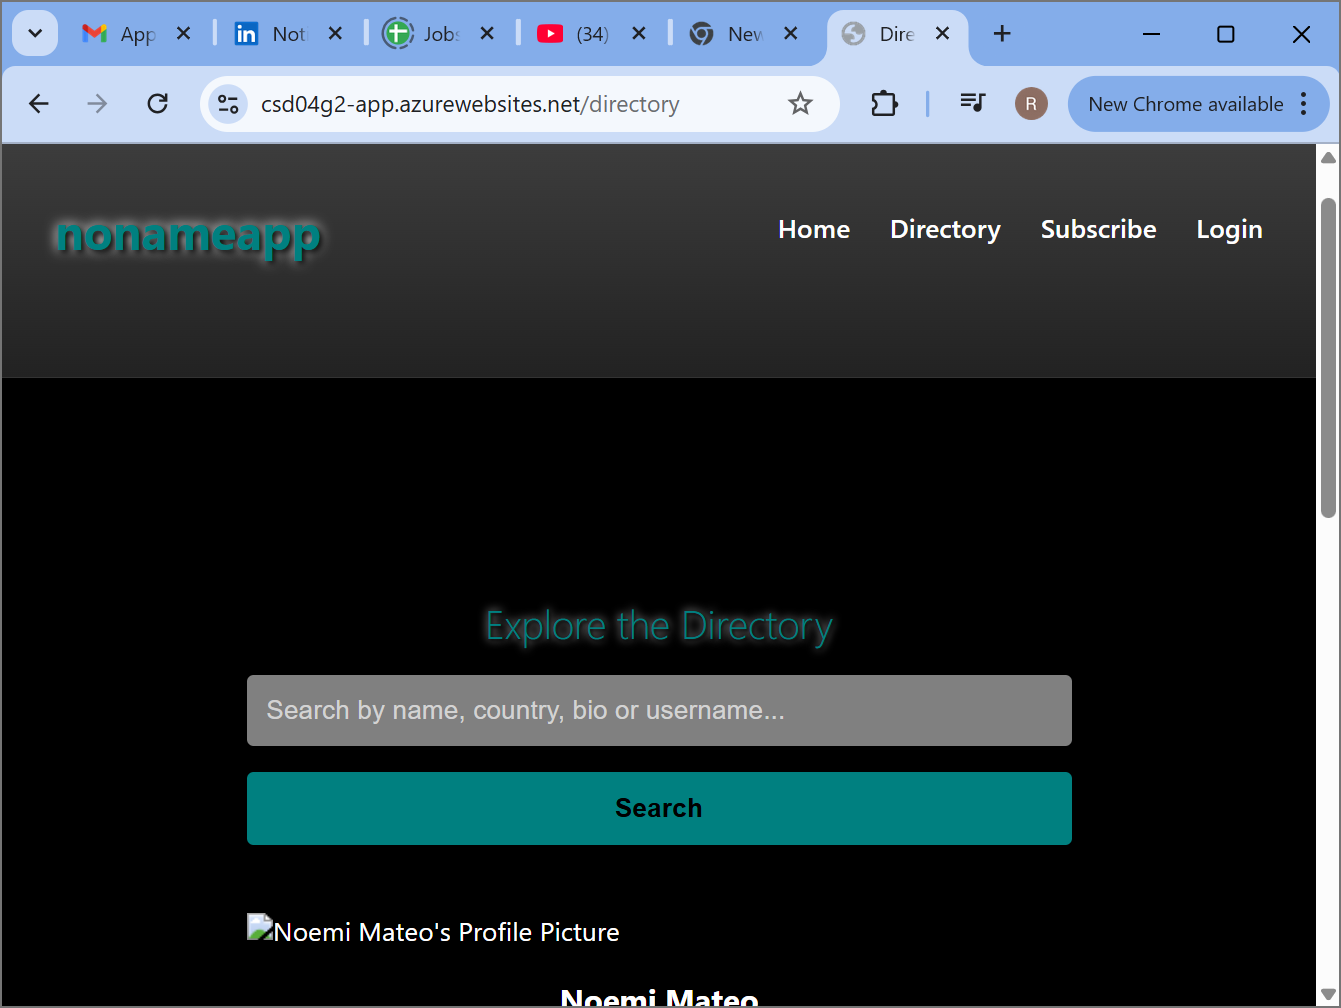 App
Not
Jobs
(34)
New
Dire
csd04g2-app.azurewebsites.net/directory
R
New Chrome available
nonameapp
Home
Directory
Subscribe
Login
Explore the Directory
Search by name, country, bio or username...
Search
Noemi Mateo's Profile Picture
Noemi Mateo